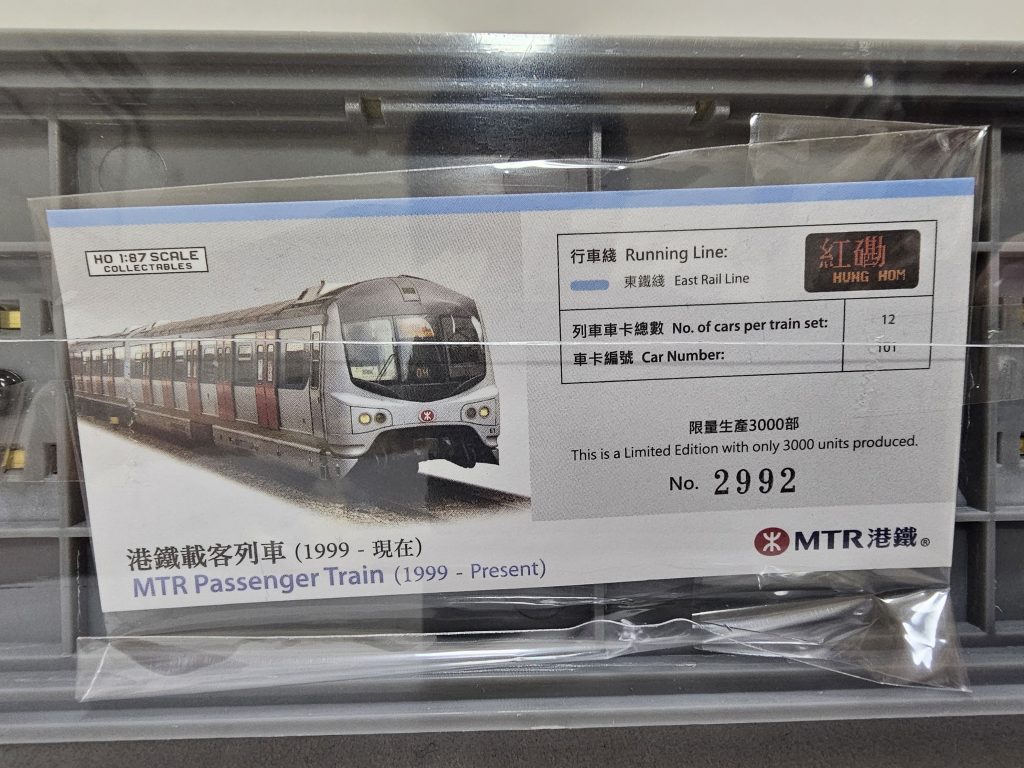 HO 1:87 SCALE
COLLECTABLES
行車綫 Running Line:
東鐵綫 East Rail Line
紅磡
HUNG HOM
列車車卡總數 No. of cars per train set: 12
車卡編號 Car Number: 101
限量生產3000部
This is a Limited Edition with only 3000 units produced.
No. 2992
港鐵載客列車 (1999 - 現在)
MTR Passenger Train (1999 - Present)
MTR 港鐵®